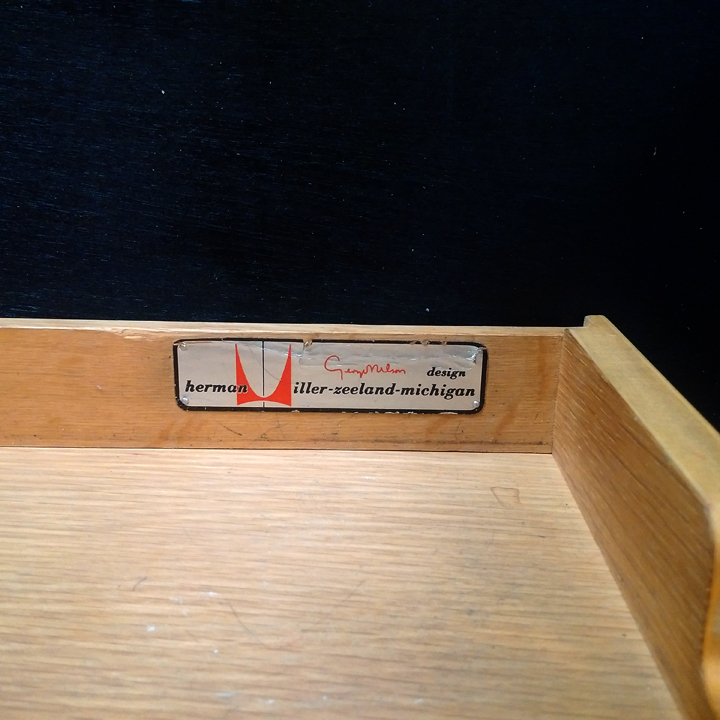 George Nelson design
herman miller-zeeland-michigan